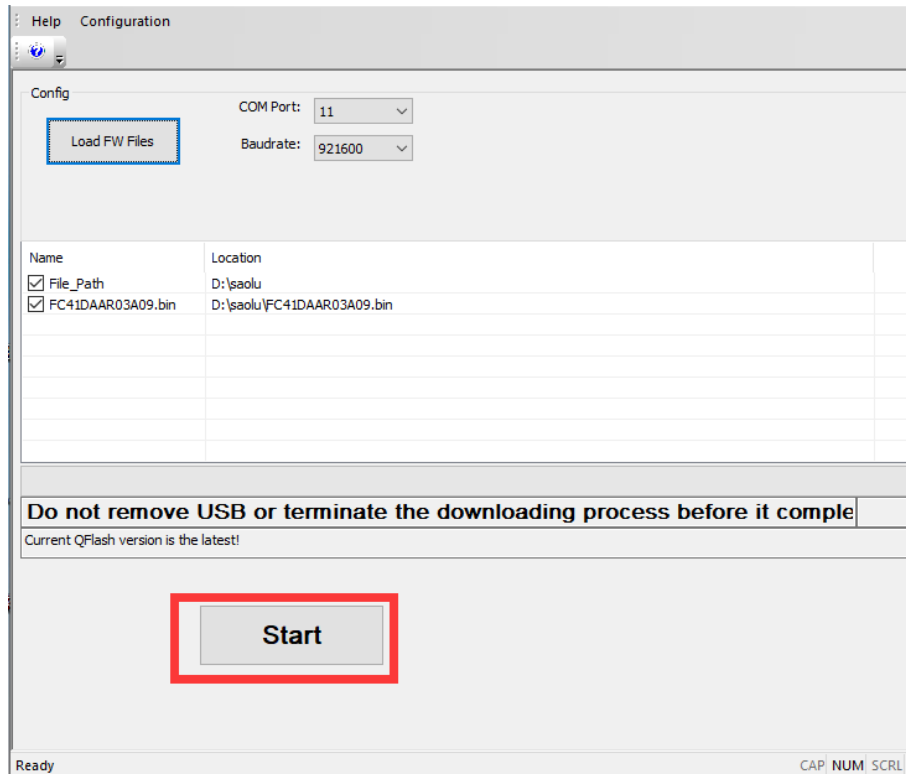 Help Configuration
Config
COM Port: 11
Load FW Files
Baudrate: 921600
Name Location
File_Path D:\saolu
FC41DAAR03A09.bin D:\saolu\FC41DAAR03A09.bin
Do not remove USB or terminate the downloading process before it comple
Current QFlash version is the latest!
Start
Ready CAP NUM SCRL